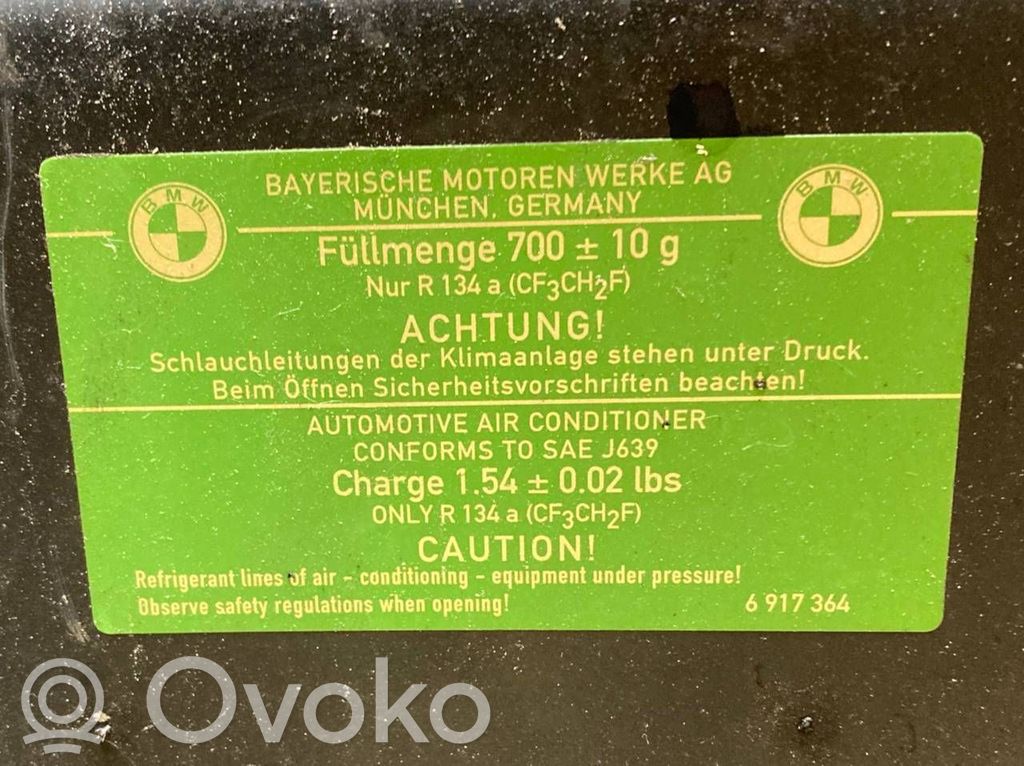 BAYERISCHE MOTOREN WERKE AG
MÜNCHEN, GERMANY
BMW
BMW
Füllmenge 700 ± 10 g
Nur R 134 a (CF3CH2F)
ACHTUNG!
Schlauchleitungen der Klimaanlage stehen unter Druck.
Beim Öffnen Sicherheitsvorschriften beachten!
AUTOMOTIVE AIR CONDITIONER
CONFORMS TO SAE J639
Charge 1.54 ± 0.02 lbs
ONLY R 134 a (CF3CH2F)
CAUTION!
Refrigerant lines of air - conditioning - equipment under pressure!
Observe safety regulations when opening! 6 917 364
Ovoko